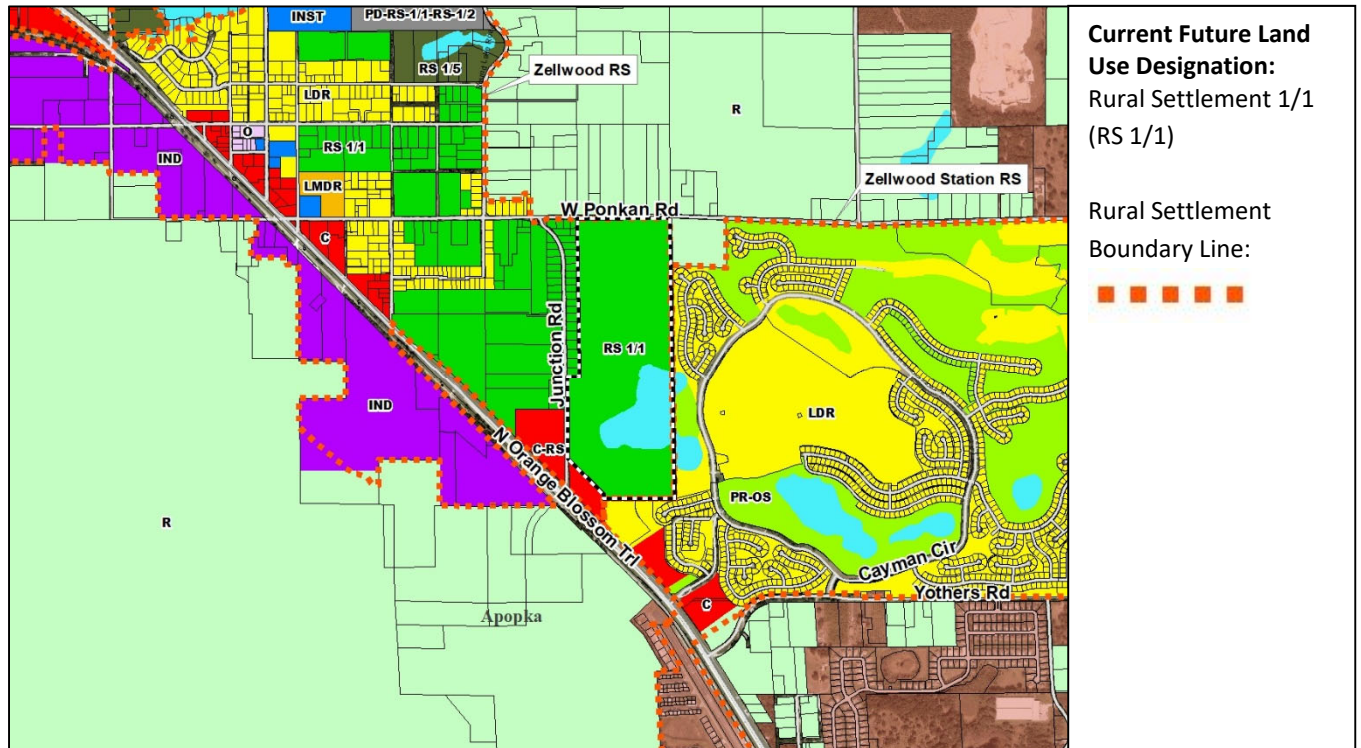 INST
PD-RS-1/1-RS-1/2
RS 1/5
Zellwood RS
LDR
R
O
IND
RS 1/1
LMDR
Zellwood Station RS
W Ponkan Rd
C
Junction Rd
RS 1/1
IND
LDR
C-RS
N Orange Blossom Trl
PR-OS
R
Cayman Cir
Yothers Rd
C
Apopka
Current Future Land
Use Designation:
Rural Settlement 1/1
(RS 1/1)
Rural Settlement
Boundary Line: